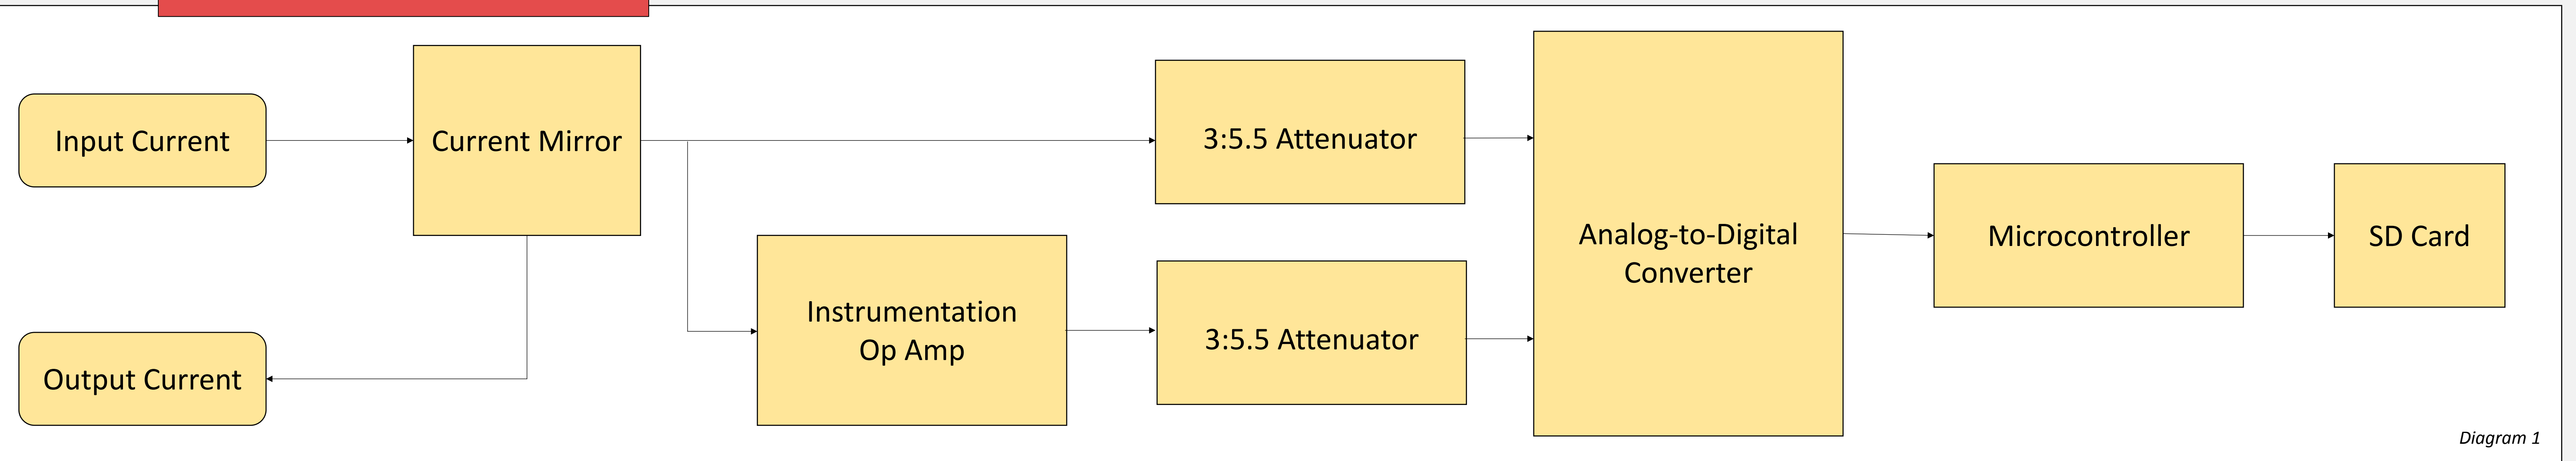 Input Current
Current Mirror
3:5.5 Attenuator
Analog-to-Digital
Converter
Microcontroller
SD Card
Output Current
Instrumentation
Op Amp
3:5.5 Attenuator
Diagram 1